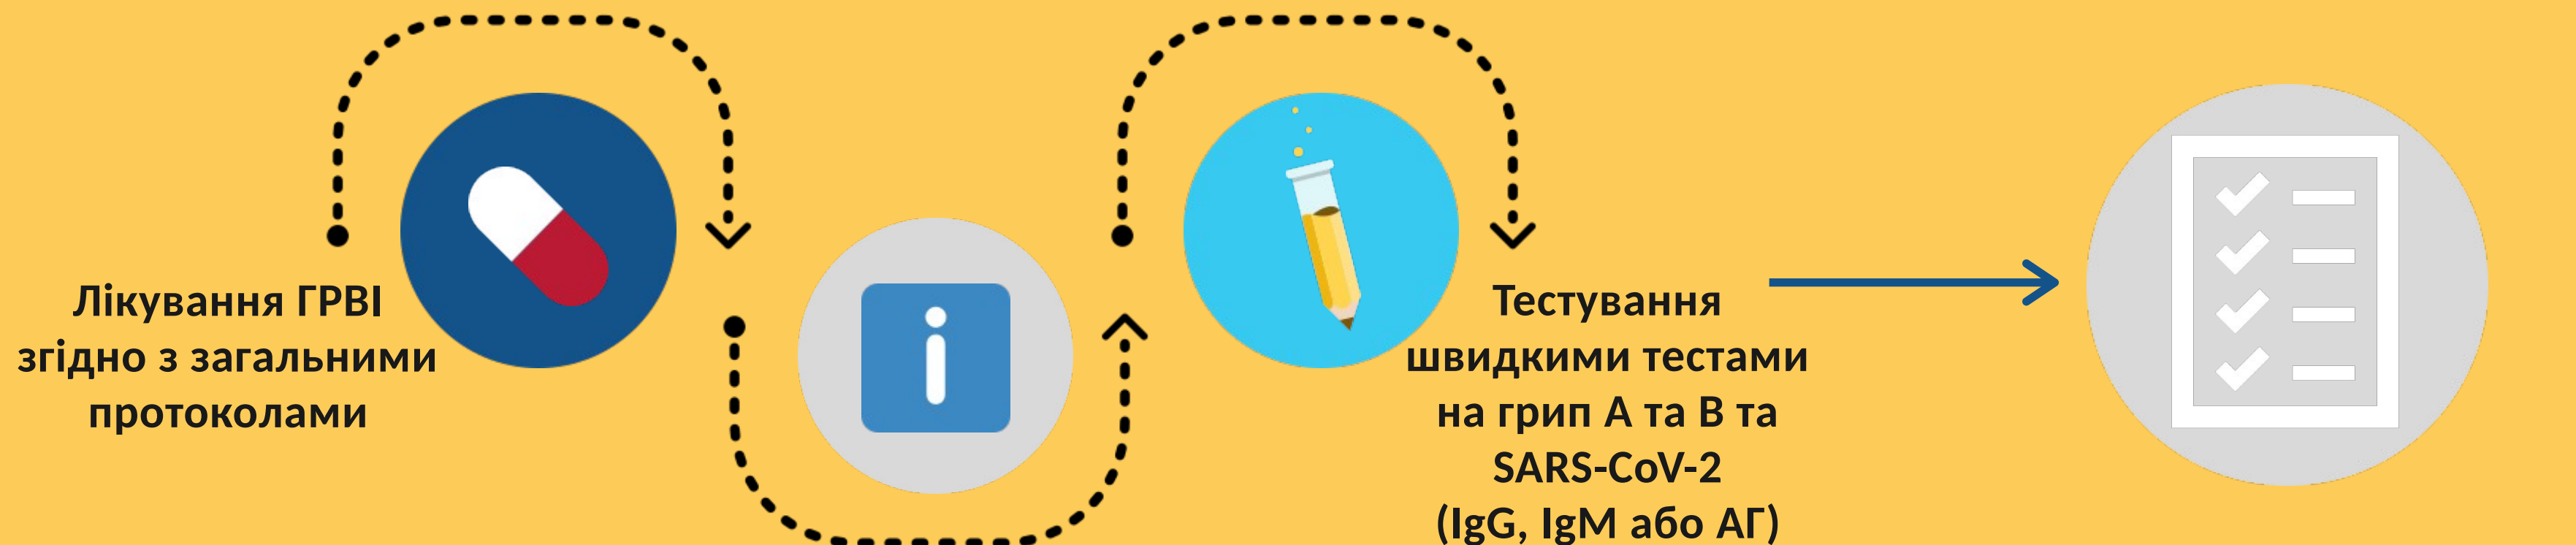 Лікування ГРВІ
згідно з загальними
протоколами
Тестування
швидкими тестами
на грип А та В та
SARS-CoV-2
(IgG, IgM або АГ)